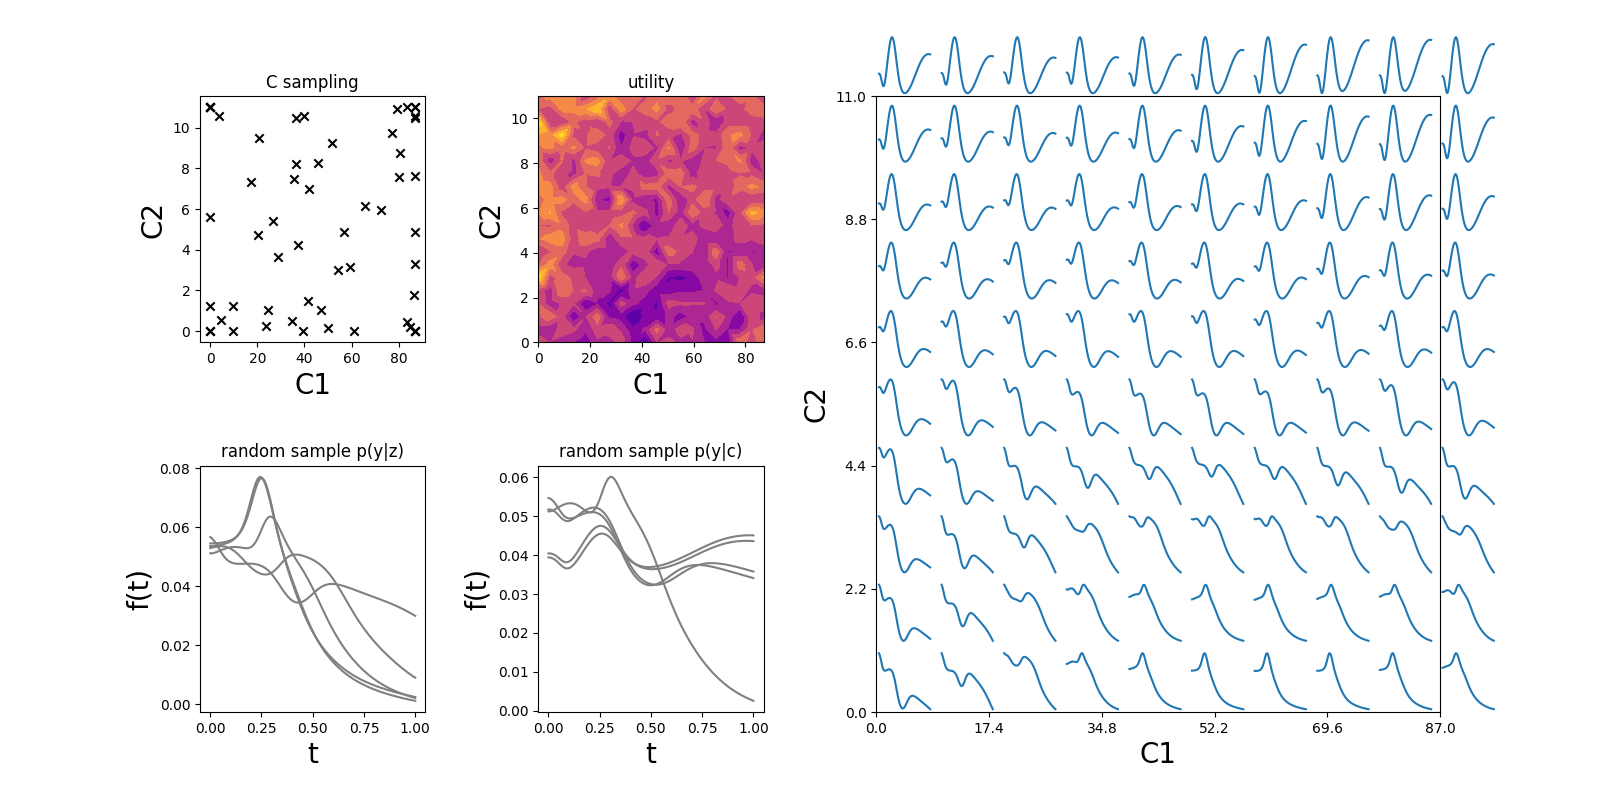 C sampling
C2
10
8
6
4
2
0
0 20 40 60 80
C1
utility
C2
10
8
6
4
2
0
0 20 40 60 80
C1
random sample p(y|z)
f(t)
0.08
0.06
0.04
0.02
0.00
0.00 0.25 0.50 0.75 1.00
t
random sample p(y|c)
f(t)
0.06
0.05
0.04
0.03
0.02
0.01
0.00
0.00 0.25 0.50 0.75 1.00
t
C2
11.0
8.8
6.6
4.4
2.2
0.0
0.0 17.4 34.8 52.2 69.6 87.0
C1